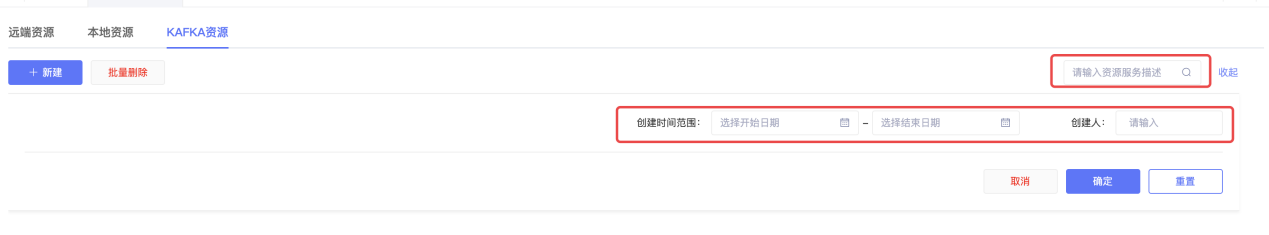 远端资源 本地资源 KAFKA资源
+ 新建 批量删除 请输入资源服务描述 收起
创建时间范围: 选择开始日期 – 选择结束日期 创建人: 请输入
取消 确定 重置